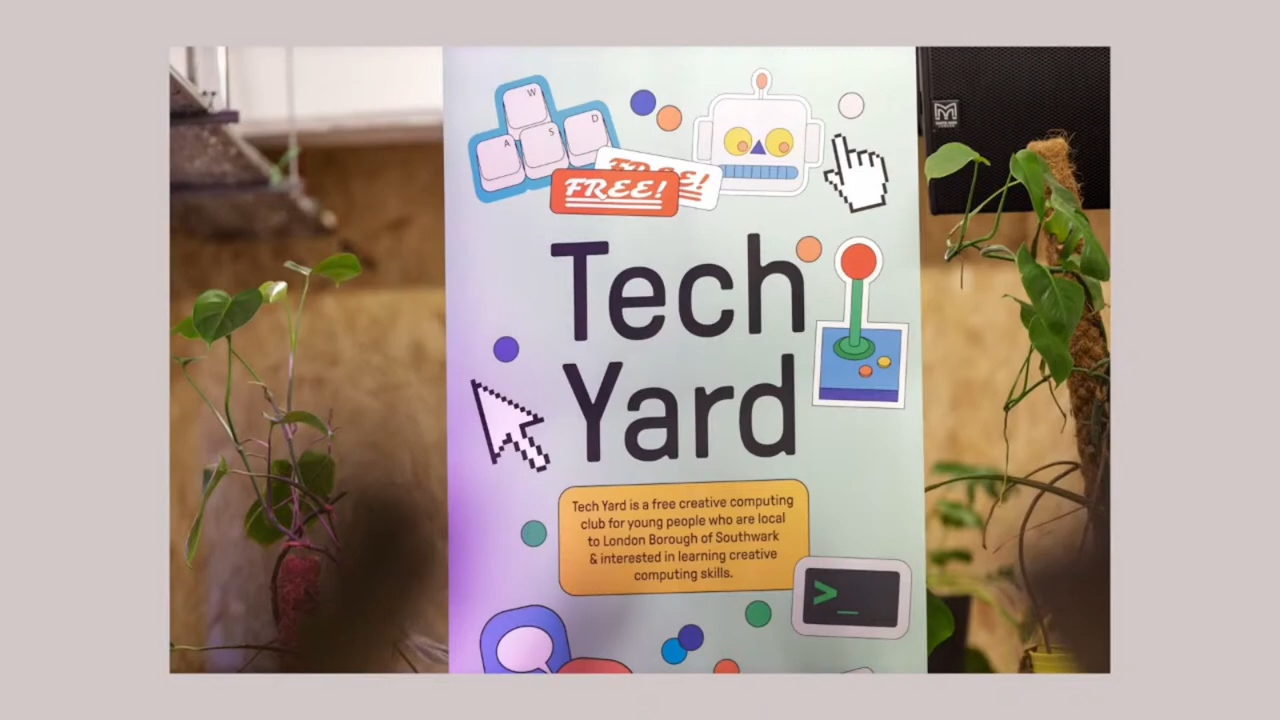 W
A S D
FREE!
FREE!
Tech
Yard
Tech Yard is a free creative computing
club for young people who are local
to London Borough of Southwark
& interested in learning creative
computing skills.
>_